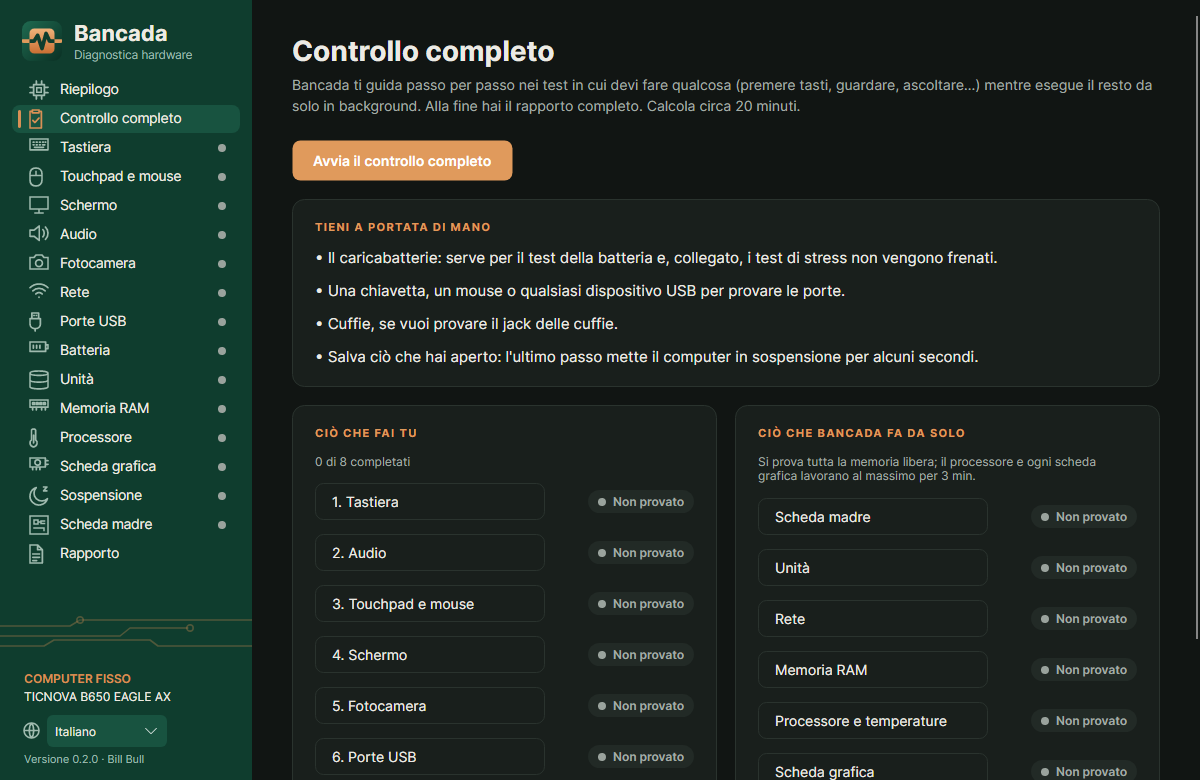 Bancada
Diagnostica hardware
Riepilogo
Controllo completo
Tastiera
Touchpad e mouse
Schermo
Audio
Fotocamera
Rete
Porte USB
Batteria
Unità
Memoria RAM
Processore
Scheda grafica
Sospensione
Scheda madre
Rapporto
COMPUTER FISSO
TICNOVA B650 EAGLE AX
Italiano
Versione 0.2.0 · Bill Bull
Controllo completo
Bancada ti guida passo per passo nei test in cui devi fare qualcosa (premere tasti, guardare, ascoltare...) mentre esegue il resto da
solo in background. Alla fine hai il rapporto completo. Calcola circa 20 minuti.
Avvia il controllo completo
TIENI A PORTATA DI MANO
• Il caricabatterie: serve per il test della batteria e, collegato, i test di stress non vengono frenati.
• Una chiavetta, un mouse o qualsiasi dispositivo USB per provare le porte.
• Cuffie, se vuoi provare il jack delle cuffie.
• Salva ciò che hai aperto: l'ultimo passo mette il computer in sospensione per alcuni secondi.
CIÒ CHE FAI TU
0 di 8 completati
1. Tastiera Non provato
2. Audio Non provato
3. Touchpad e mouse Non provato
4. Schermo Non provato
5. Fotocamera Non provato
6. Porte USB Non provato
CIÒ CHE BANCADA FA DA SOLO
Si prova tutta la memoria libera; il processore e ogni scheda
grafica lavorano al massimo per 3 min.
Scheda madre Non provato
Unità Non provato
Rete Non provato
Memoria RAM Non provato
Processore e temperature Non provato
Scheda grafica Non provato